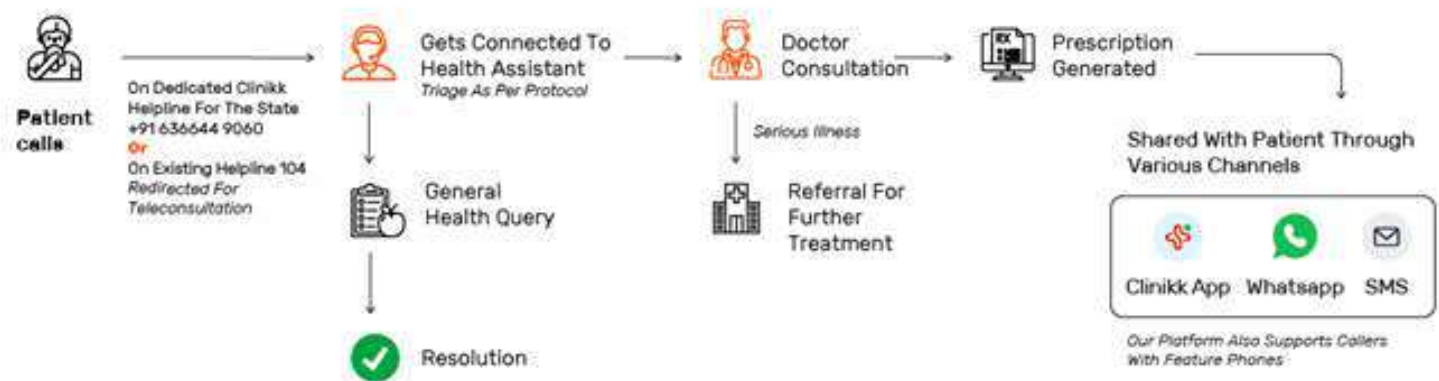 Patient
calls
On Dedicated Clinikk
Helpline For The State
+91 636644 9060
Or
On Existing Helpline 104
Redirected For
Teleconsultation
Gets Connected To
Health Assistant
Triage As Per Protocol
General
Health Query
Resolution
Doctor
Consultation
Serious Illness
Referral For
Further
Treatment
RX
Prescription
Generated
Shared With Patient Through
Various Channels
Clinikk App
Whatsapp
SMS
Our Platform Also Supports Callers
With Feature Phones